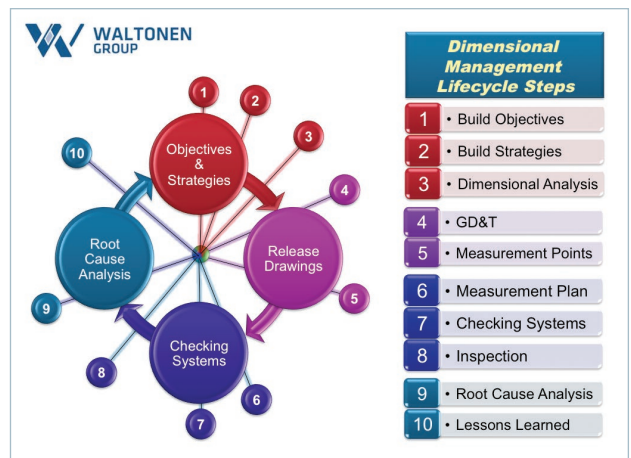 WALTONEN
GROUP
Dimensional
Management
Lifecycle Steps
1
2
3
4
5
6
7
8
9
10
Objectives
&
Strategies
Release
Drawings
Checking
Systems
Root
Cause
Analysis
1 • Build Objectives
2 • Build Strategies
3 • Dimensional Analysis
4 • GD&T
5 • Measurement Points
6 • Measurement Plan
7 • Checking Systems
8 • Inspection
9 • Root Cause Analysis
10 • Lessons Learned